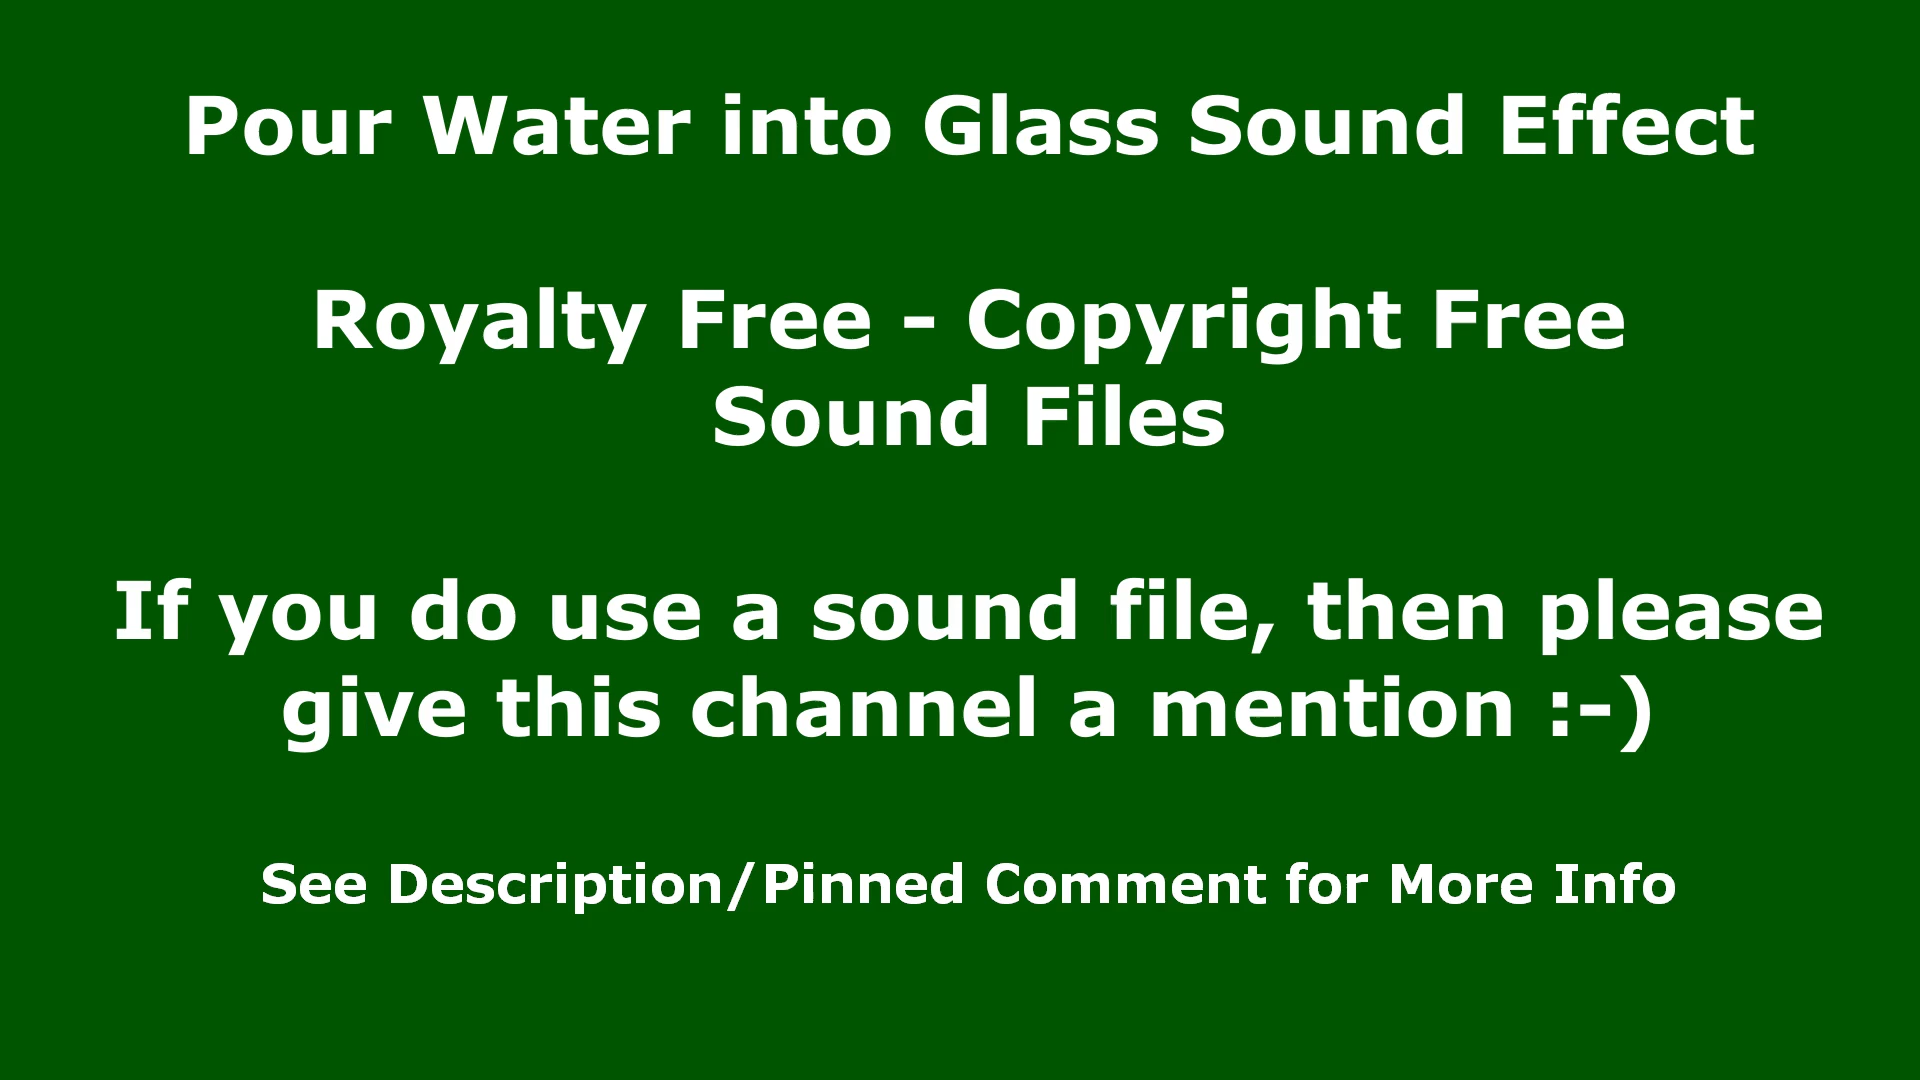 Pour Water into Glass Sound Effect
Royalty Free - Copyright Free
Sound Files
If you do use a sound file, then please
give this channel a mention :-)
See Description/Pinned Comment for More Info